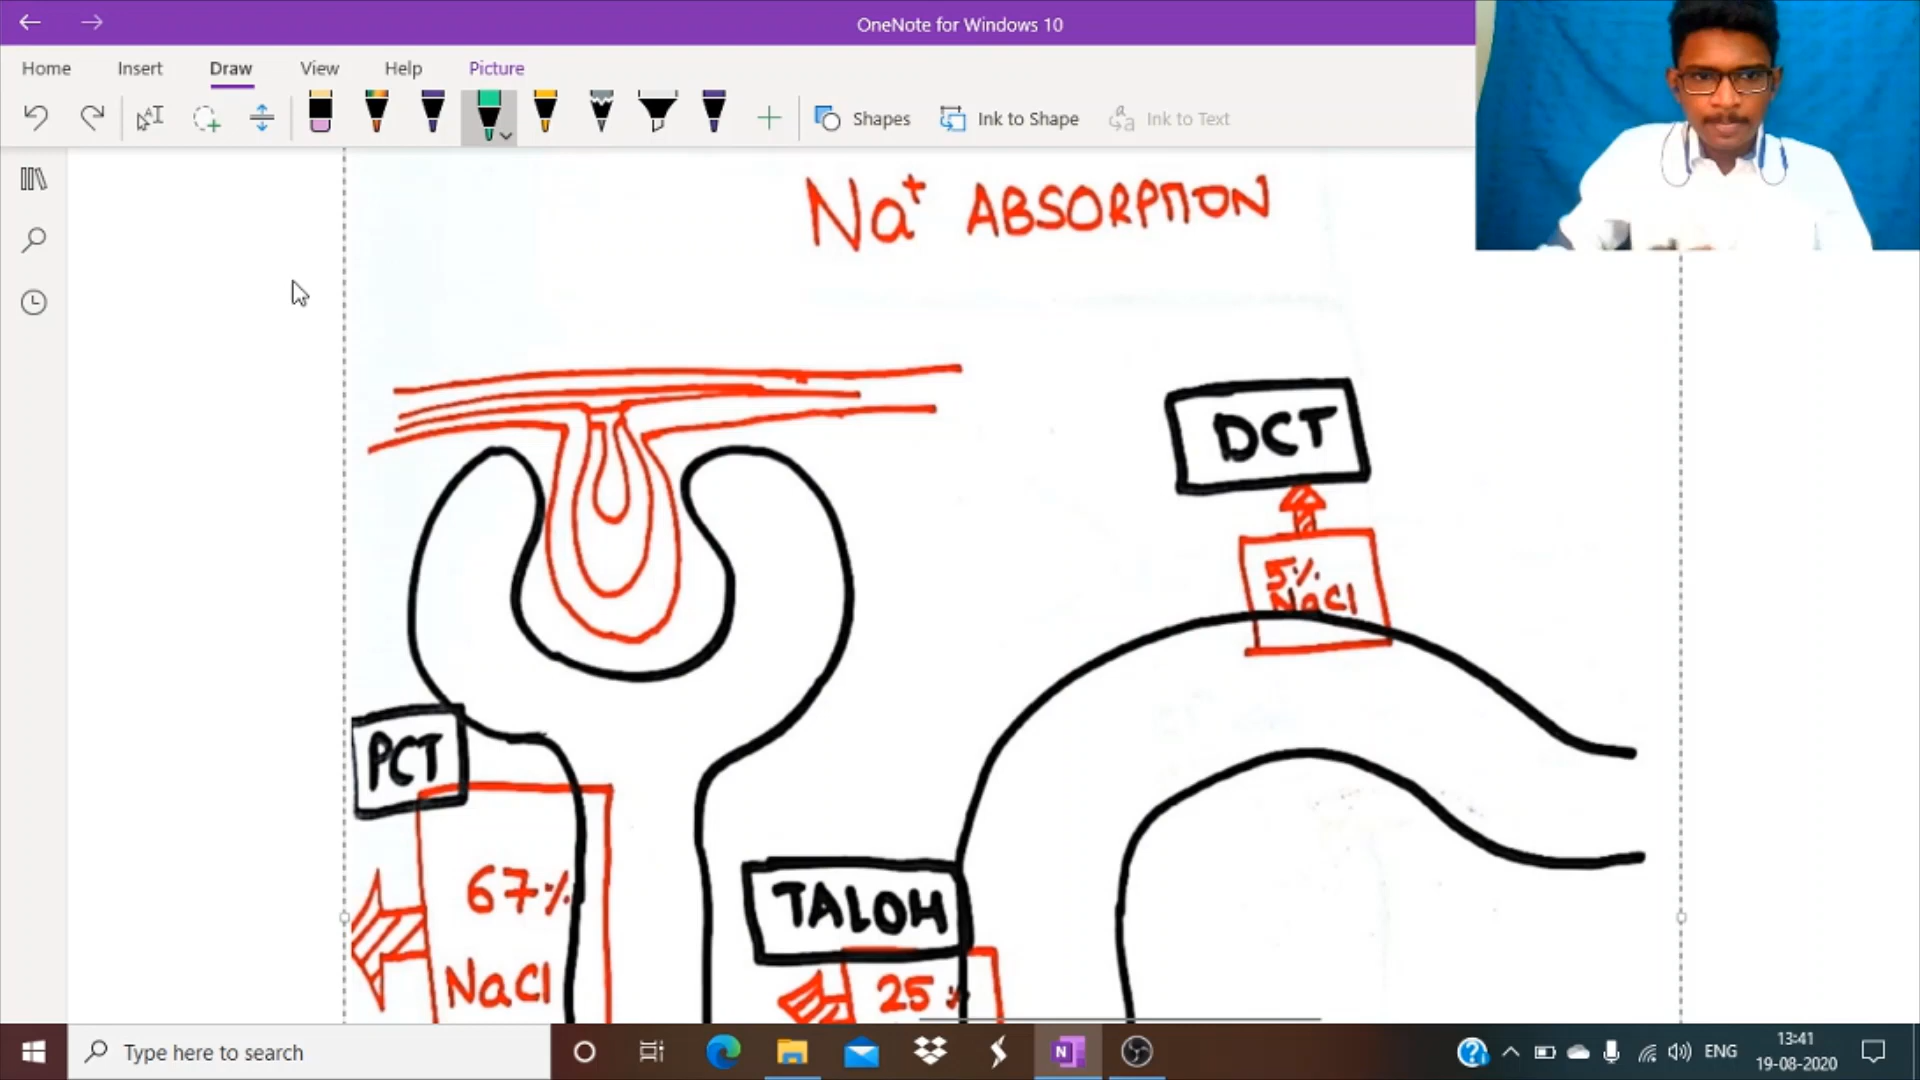 OneNote for Windows 10
Home Insert Draw View Help Picture
Shapes Ink to Shape Ink to Text
Na+ ABSORPTION
DCT
5%
NaCl
PCT
67%
NaCl
TALOH
25%
Type here to search
ENG
13:41
19-08-2020